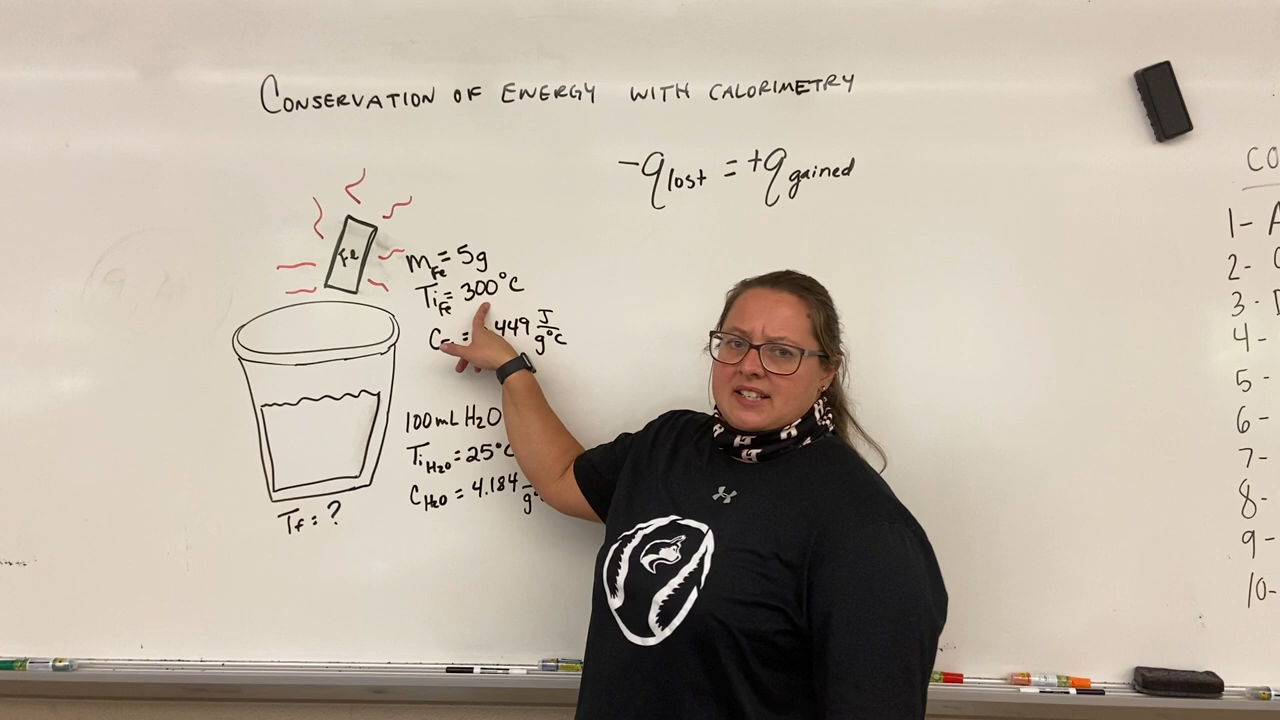 CONSERVATION OF ENERGY WITH CALORIMETRY
-q lost = +q gained
Fe
m Fe = 5g
Ti Fe = 300°C
449 J/g°C
100mL H2O
Ti H2O = 25°C
C H2O = 4.184
Tf = ?
CO
1- A
2-
3-
4-
5-
6-
7-
8-
9-
10-